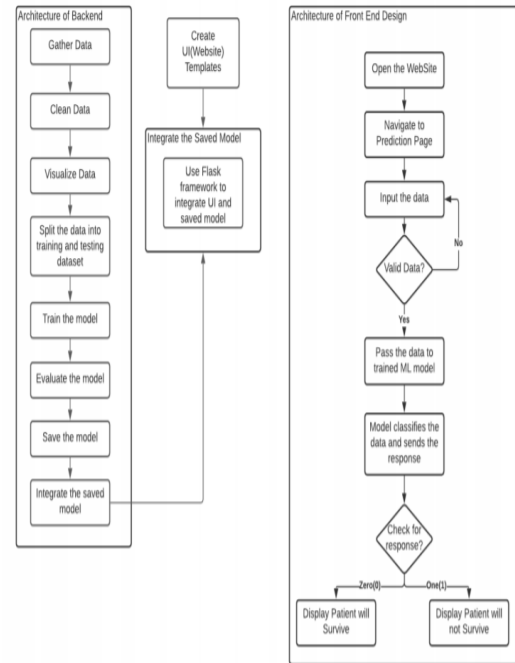 Architecture of Backend
Gather Data
Clean Data
Visualize Data
Split the data into
training and testing
dataset
Train the model
Evaluate the model
Save the model
Integrate the saved
model
Create
UI(Website)
Templates
Integrate the Saved Model
Use Flask
framework to
integrate UI and
saved model
Architecture of Front End Design
Open the WebSite
Navigate to
Prediction Page
Input the data
No
Valid Data?
Yes
Pass the data to
trained ML model
Model classifies the
data and sends the
response
Check for
response?
Zero(0)
One(1)
Display Patient will
Survive
Display Patient will
not Survive